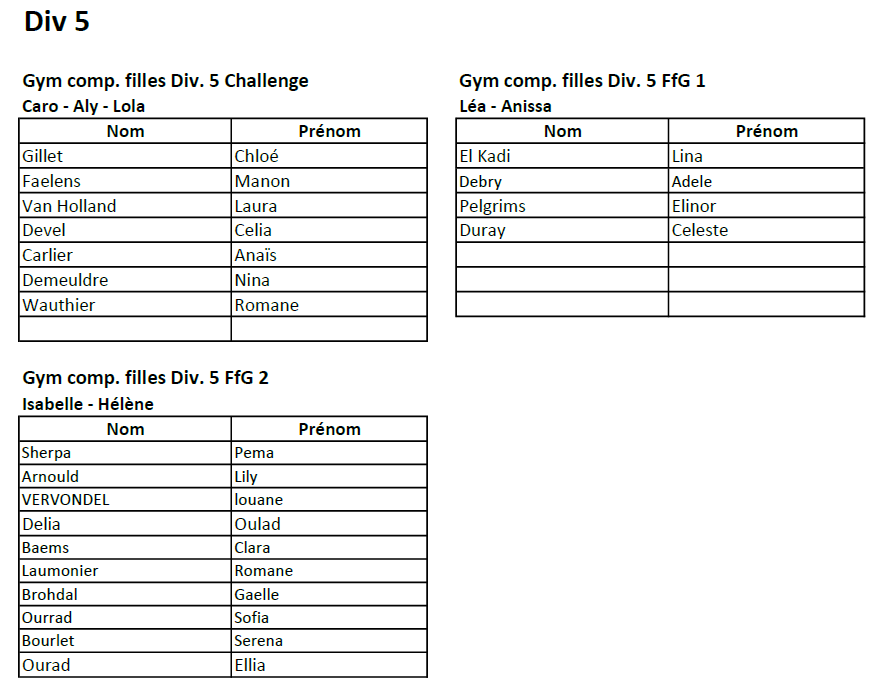 Div 5
Gym comp. filles Div. 5 Challenge
Caro - Aly - Lola
Nom Prénom
Gillet Chloé
Faelens Manon
Van Holland Laura
Devel Celia
Carlier Anaïs
Demeuldre Nina
Wauthier Romane
Gym comp. filles Div. 5 FfG 1
Léa - Anissa
Nom Prénom
El Kadi Lina
Debry Adele
Pelgrims Elinor
Duray Celeste
Gym comp. filles Div. 5 FfG 2
Isabelle - Hélène
Nom Prénom
Sherpa Pema
Arnould Lily
VERVONDEL louane
Delia Oulad
Baems Clara
Laumonier Romane
Brohdal Gaelle
Ourrad Sofia
Bourlet Serena
Ourad Ellia